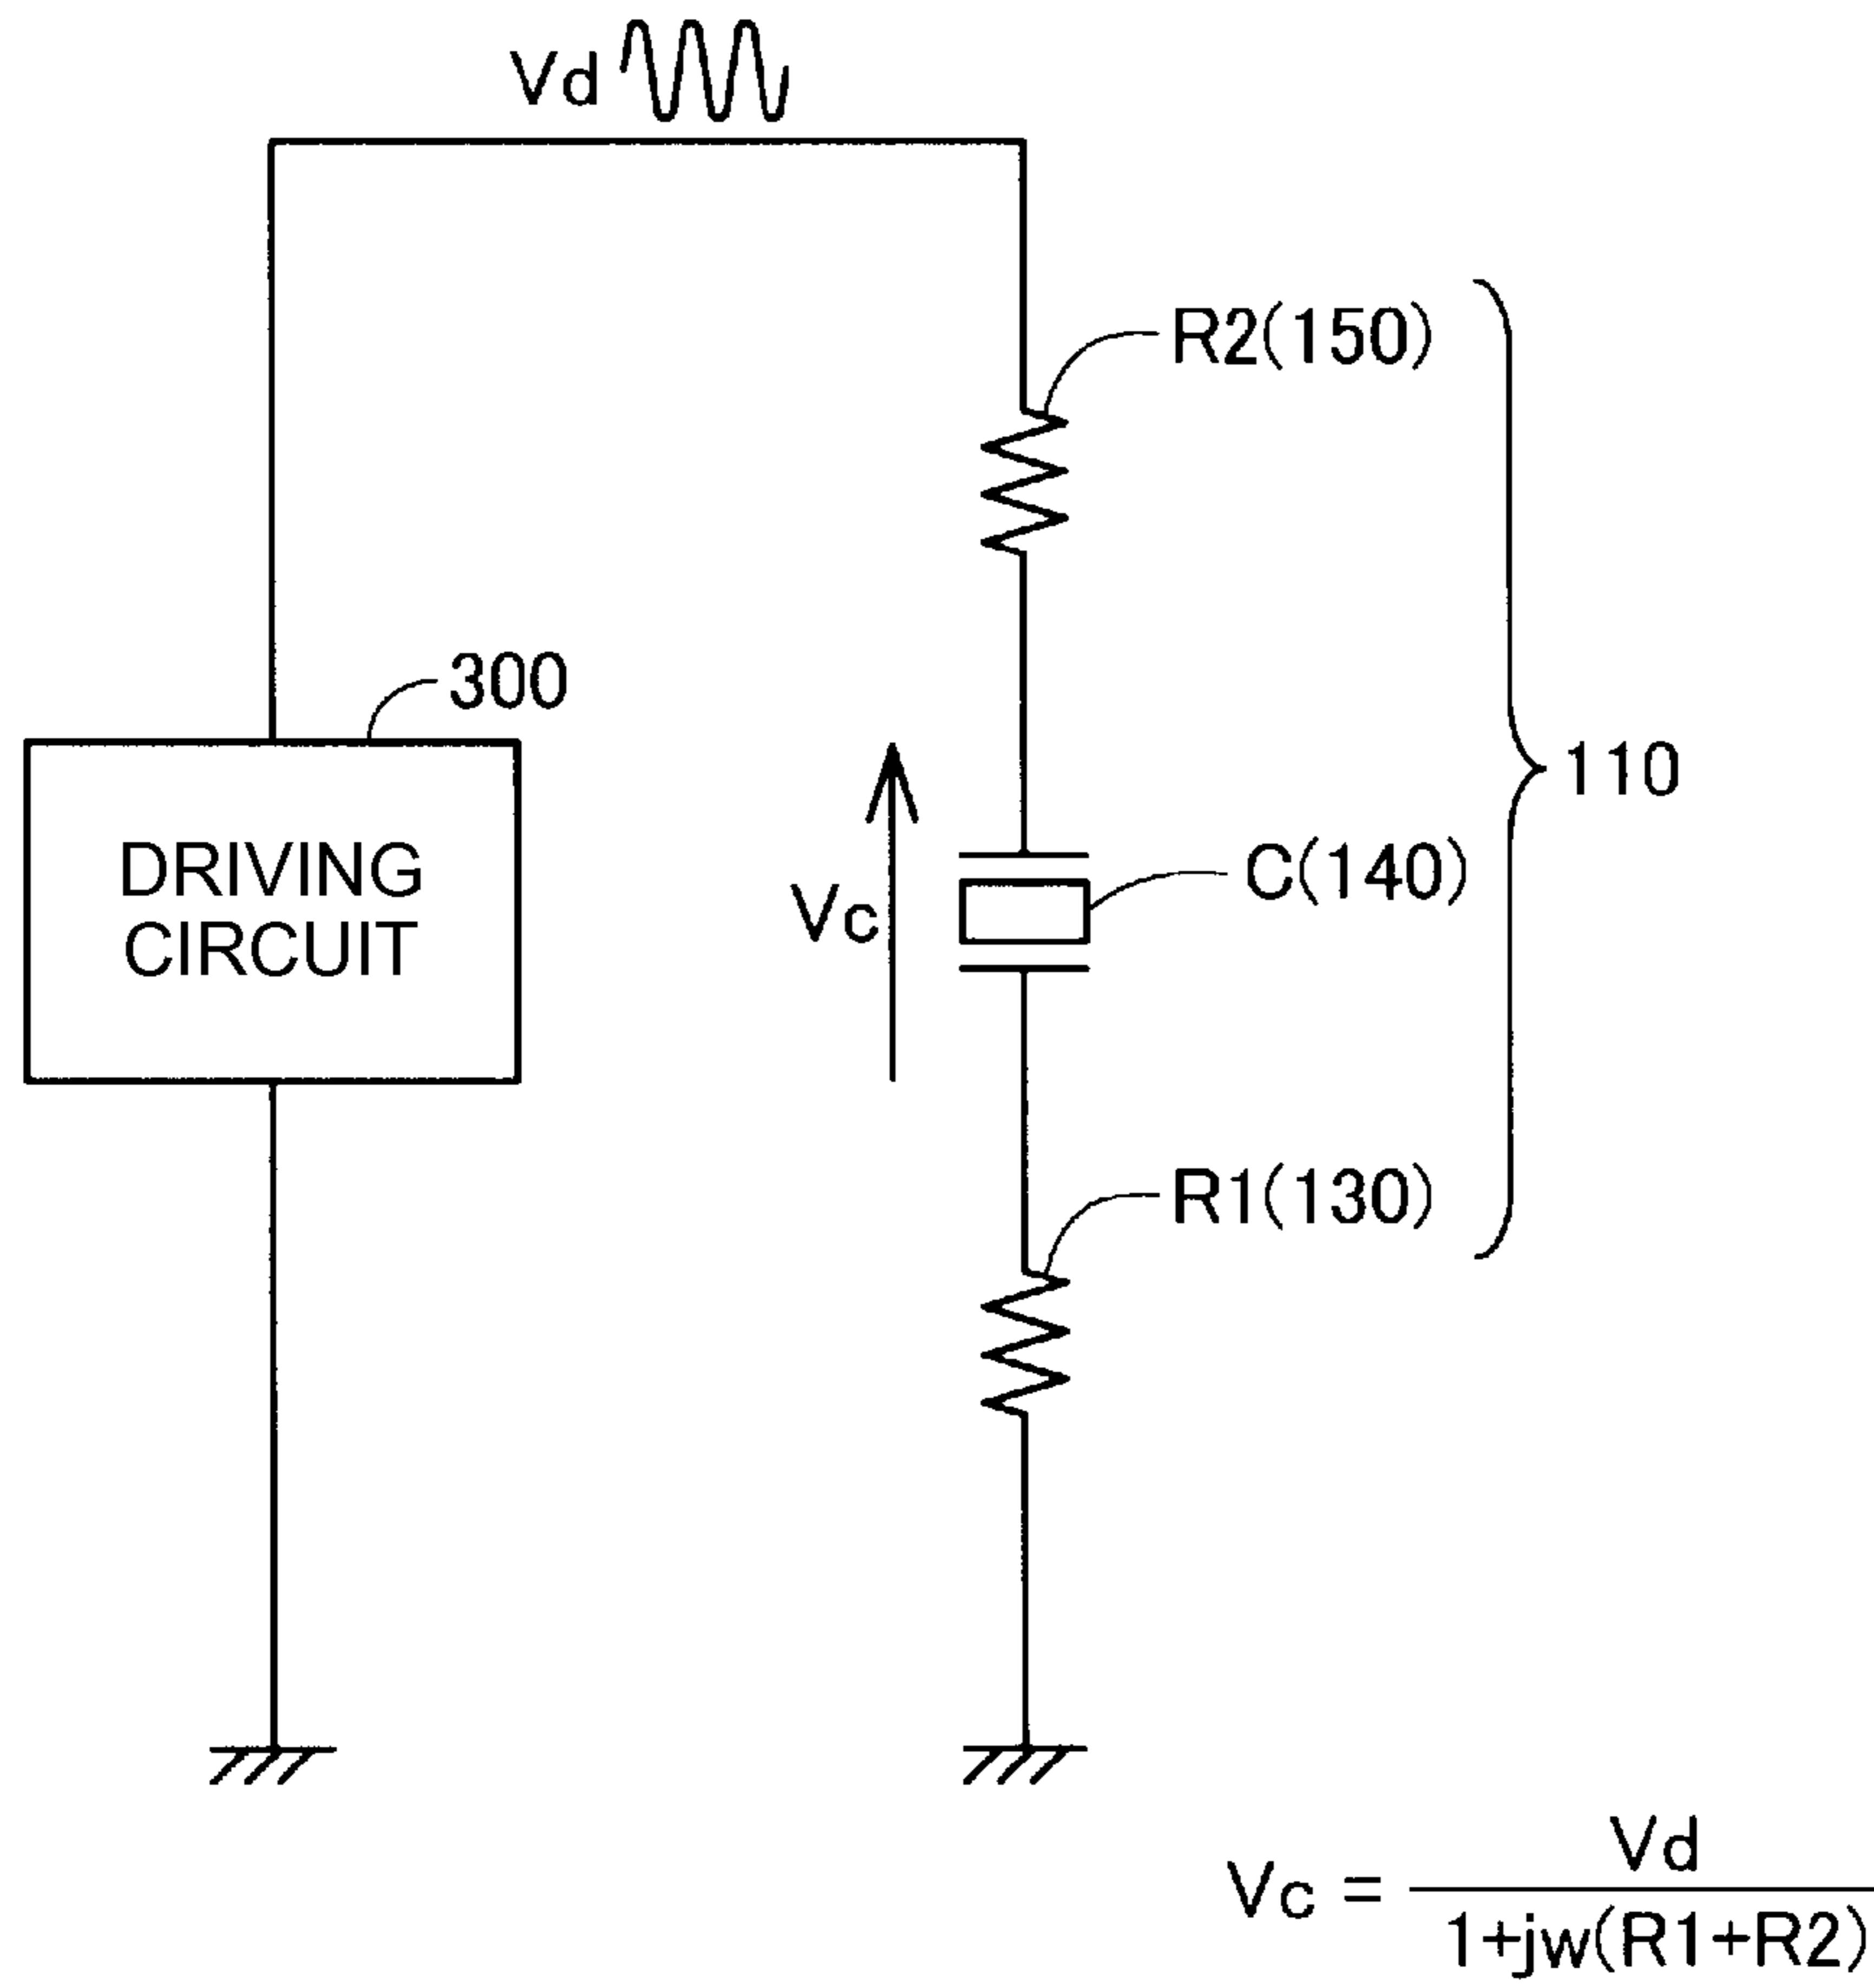 Vd
R2(150)
300
110
DRIVING
CIRCUIT
Vc
C(140)
R1(130)
Vc = Vd
1+jw(R1+R2)